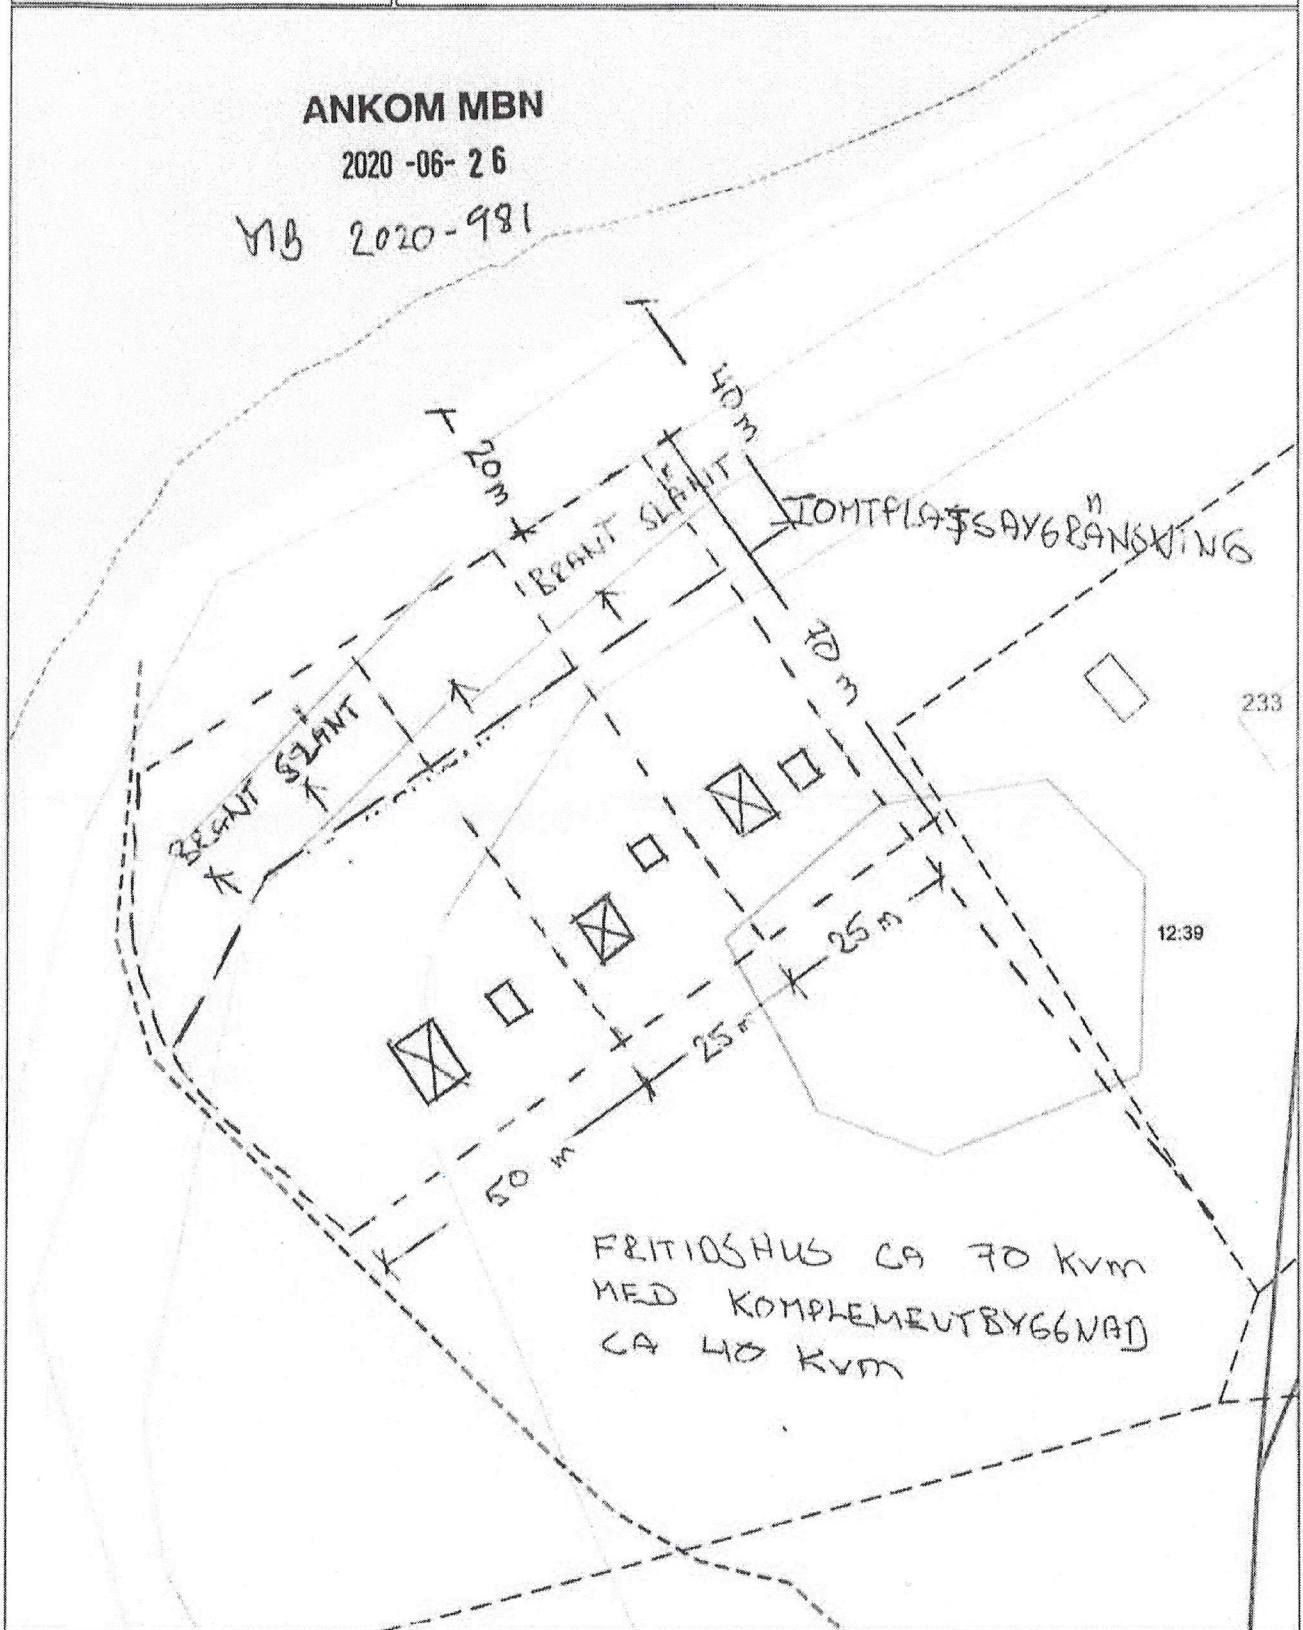 ANKOM MBN
2020 -06- 26
MB 2020-981
40 m
20 m
BRANT SLÄNT
TOMTPLATSAVGRÄNSNING
70 m
233
BRANT SLÄNT
12:39
25 m
25 m
50 m
FRITIDSHUS CA 70 kvm
MED KOMPLEMENTBYGGNAD
CA 40 kvm